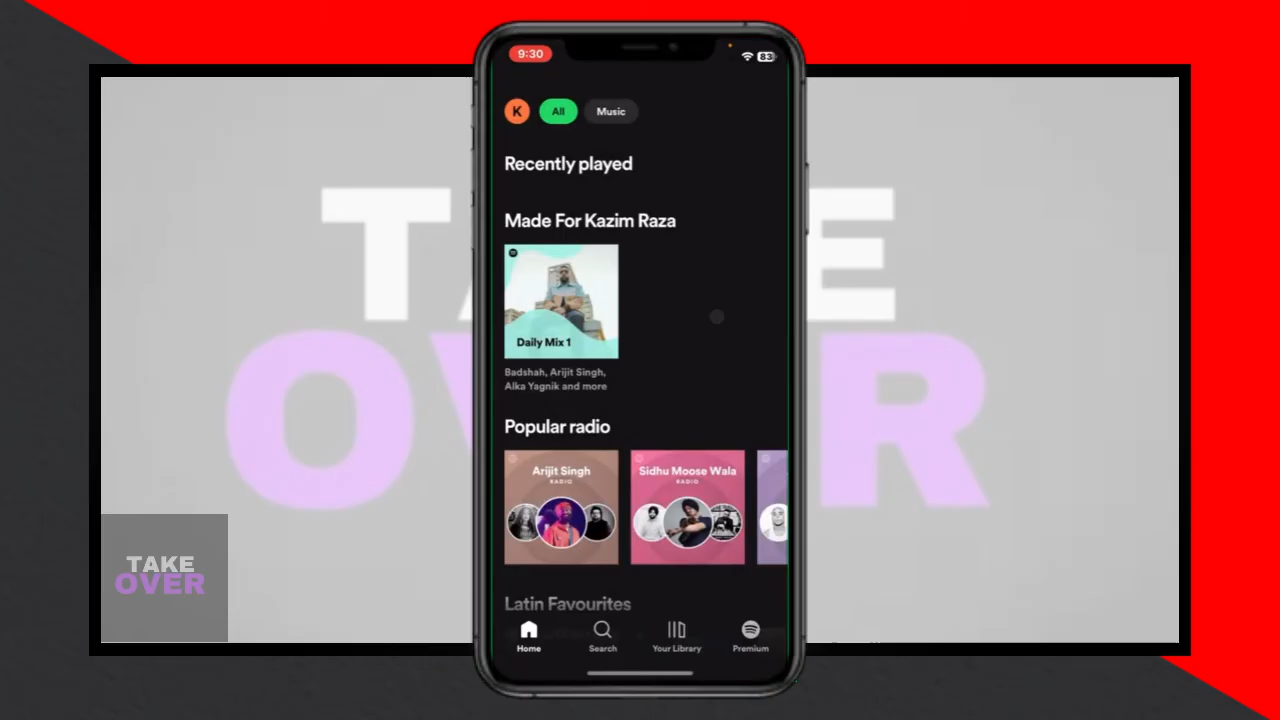 9:30
83
K
All
Music
Recently played
Made For Kazim Raza
Daily Mix 1
Badshah, Arijit Singh,
Alka Yagnik and more
Popular radio
Arijit Singh
RADIO
Sidhu Moose Wala
RADIO
Latin Favourites
Home
Search
Your Library
Premium
TAKE
OVER